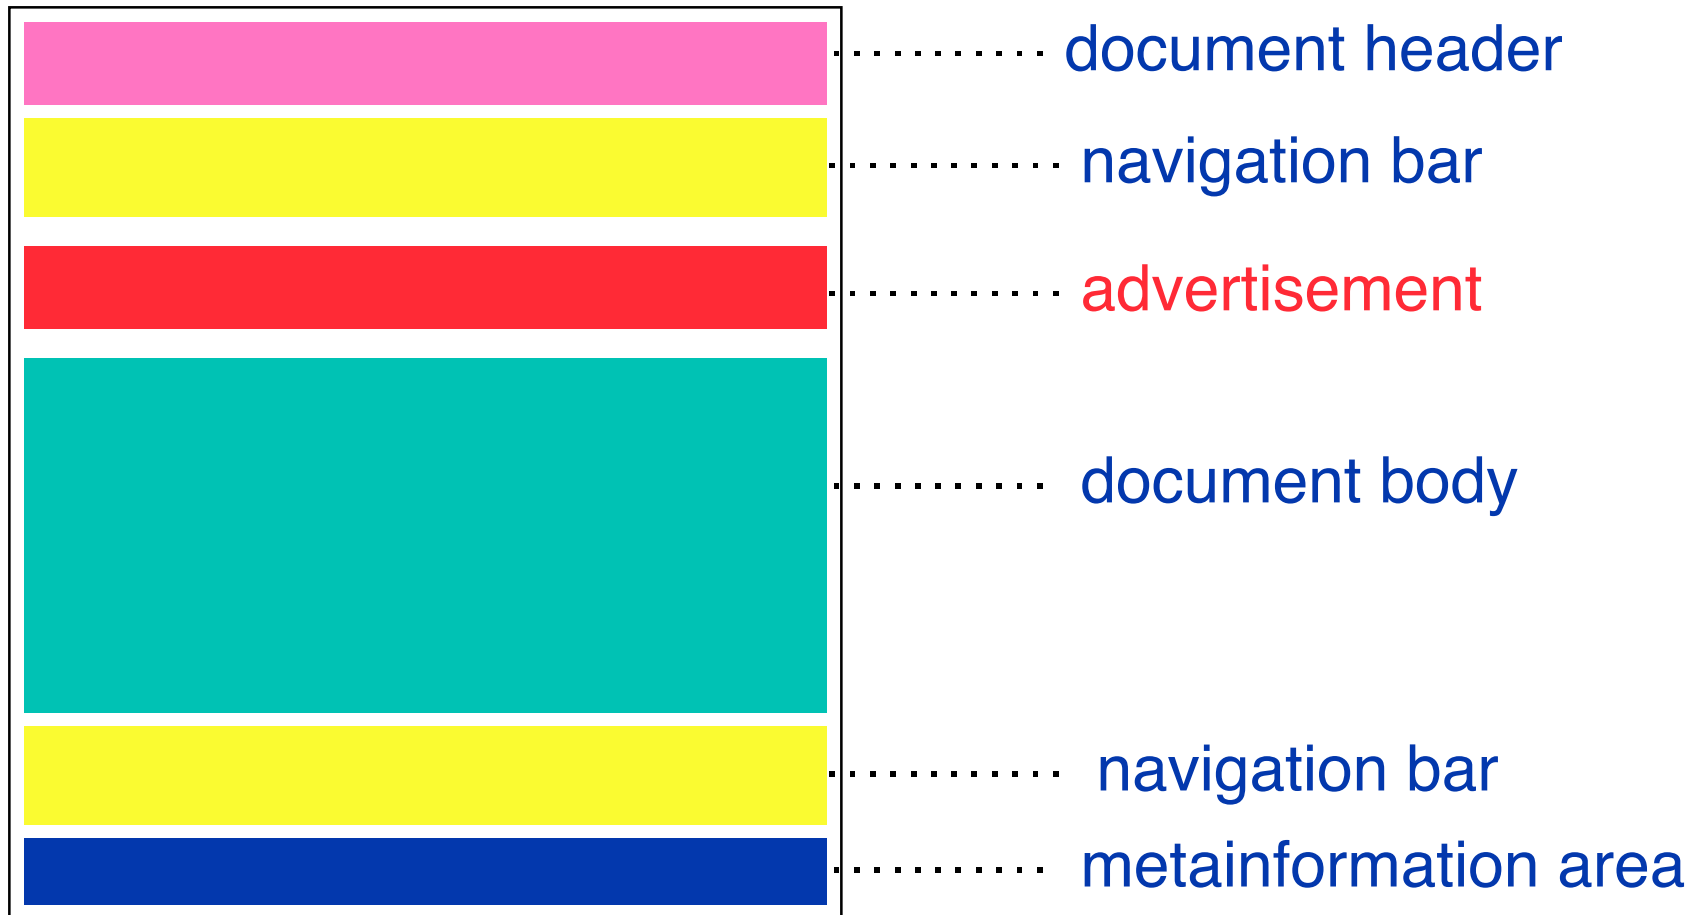 document header
navigation bar
advertisement
document body
navigation bar
metainformation area